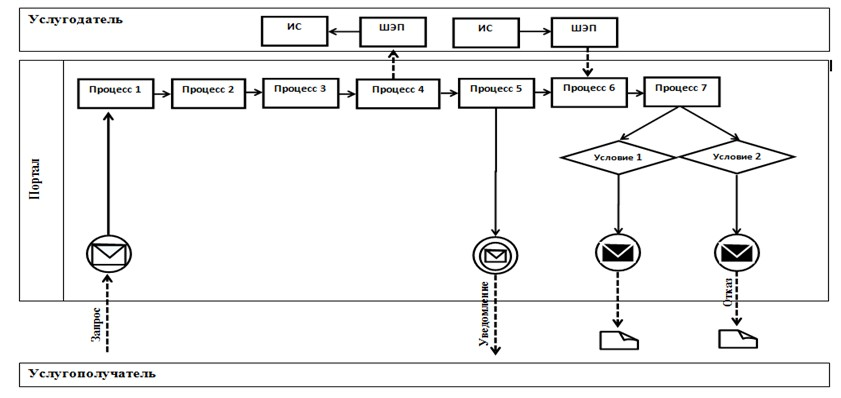 Услугодатель
ИС
ШЭП
ИС
ШЭП
Портал
Процесс 1
Процесс 2
Процесс 3
Процесс 4
Процесс 5
Процесс 6
Процесс 7
Условие 1
Условие 2
Запрос
Уведомление
Отказ
Услугополучатель